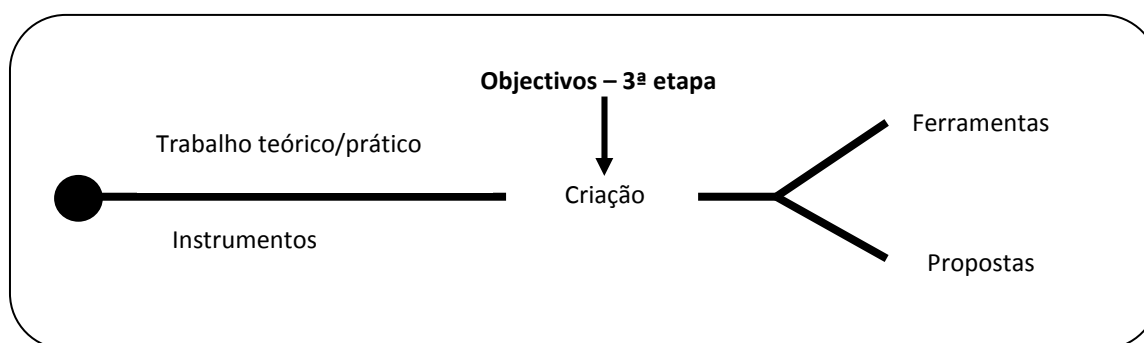 Objectivos – 3ª etapa
Trabalho teórico/prático
Ferramentas
Criação
Instrumentos
Propostas